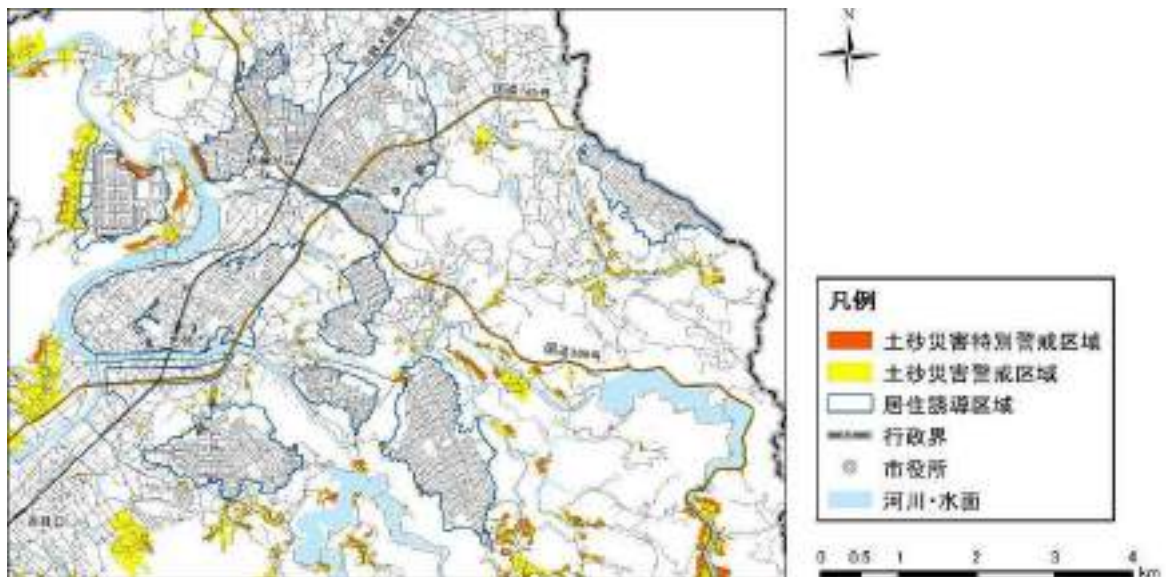 N
凡例
土砂災害特別警戒区域
土砂災害警戒区域
居住誘導区域
行政界
市役所
河川・水面
0 0.5 1 2 3 4
km